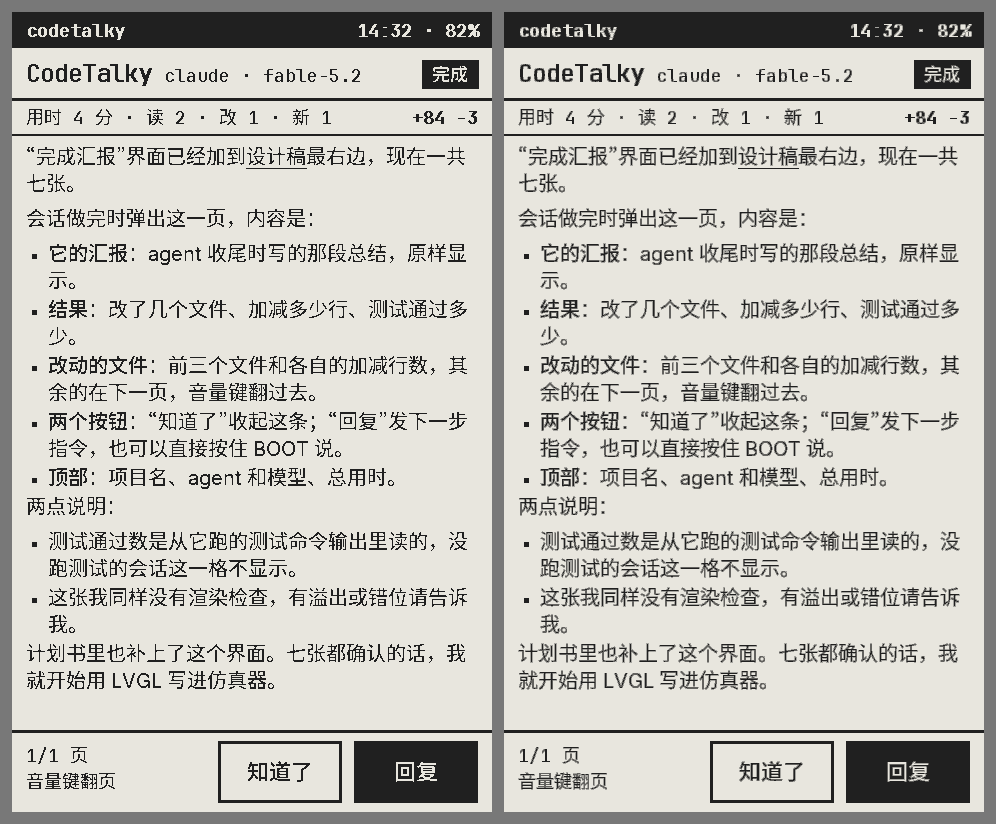 codetalky 14:32 · 82%
CodeTalky claude · fable-5.2 完成
用时 4 分 · 读 2 · 改 1 · 新 1 +84 -3
“完成汇报”界面已经加到设计稿最右边，现在一共
七张。
会话做完时弹出这一页，内容是：
▪ 它的汇报：agent 收尾时写的那段总结，原样显
示。
▪ 结果：改了几个文件、加减多少行、测试通过多
少。
▪ 改动的文件：前三个文件和各自的加减行数，其
余的在下一页，音量键翻过去。
▪ 两个按钮：“知道了”收起这条；“回复”发下一步
指令，也可以直接按住 BOOT 说。
▪ 顶部：项目名、agent 和模型、总用时。
两点说明：
▪ 测试通过数是从它跑的测试命令输出里读的，没
跑测试的会话这一格不显示。
▪ 这张我同样没有渲染检查，有溢出或错位请告诉
我。
计划书里也补上了这个界面。七张都确认的话，我
就开始用 LVGL 写进仿真器。
1/1 页
音量键翻页
知道了
回复
codetalky 14:32 · 82%
CodeTalky claude · fable-5.2 完成
用时 4 分 · 读 2 · 改 1 · 新 1 +84 -3
“完成汇报”界面已经加到设计稿最右边，现在一共
七张。
会话做完时弹出这一页，内容是：
▪ 它的汇报：agent 收尾时写的那段总结，原样显
示。
▪ 结果：改了几个文件、加减多少行、测试通过多
少。
▪ 改动的文件：前三个文件和各自的加减行数，其
余的在下一页，音量键翻过去。
▪ 两个按钮：“知道了”收起这条；“回复”发下一步
指令，也可以直接按住 BOOT 说。
▪ 顶部：项目名、agent 和模型、总用时。
两点说明：
▪ 测试通过数是从它跑的测试命令输出里读的，没
跑测试的会话这一格不显示。
▪ 这张我同样没有渲染检查，有溢出或错位请告诉
我。
计划书里也补上了这个界面。七张都确认的话，我
就开始用 LVGL 写进仿真器。
1/1 页
音量键翻页
知道了
回复